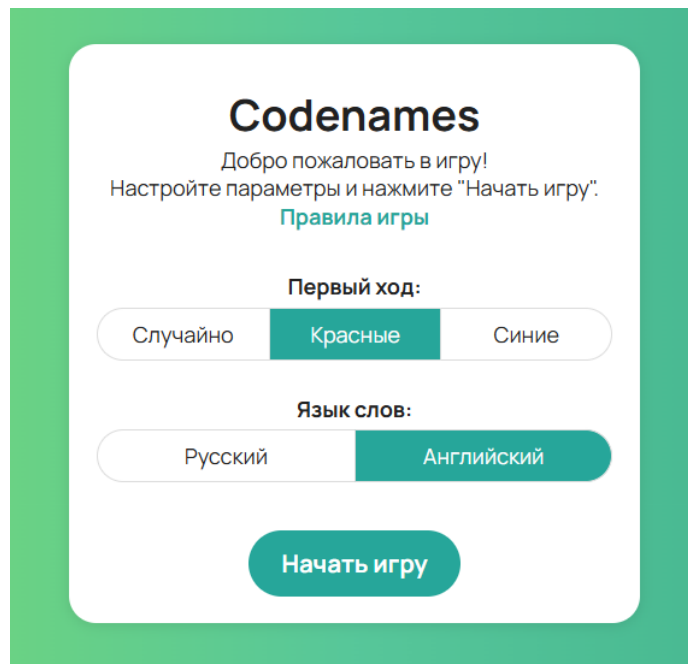 Codenames
Добро пожаловать в игру!
Настройте параметры и нажмите "Начать игру".
Правила игры
Первый ход:
Случайно Красные Синие
Язык слов:
Русский Английский
Начать игру